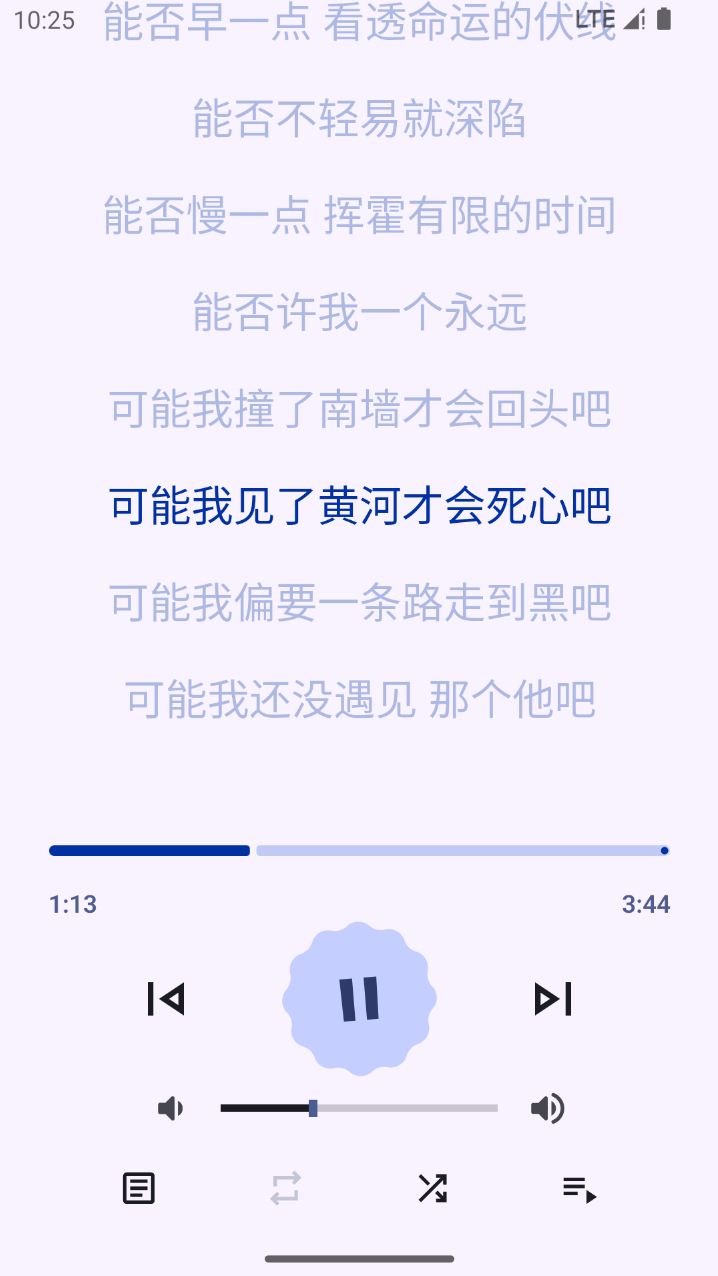 10:25 LTE
能否早一点 看透命运的伏线
能否不轻易就深陷
能否慢一点 挥霍有限的时间
能否许我一个永远
可能我撞了南墙才会回头吧
可能我见了黄河才会死心吧
可能我偏要一条路走到黑吧
可能我还没遇见 那个他吧
1:13 3:44